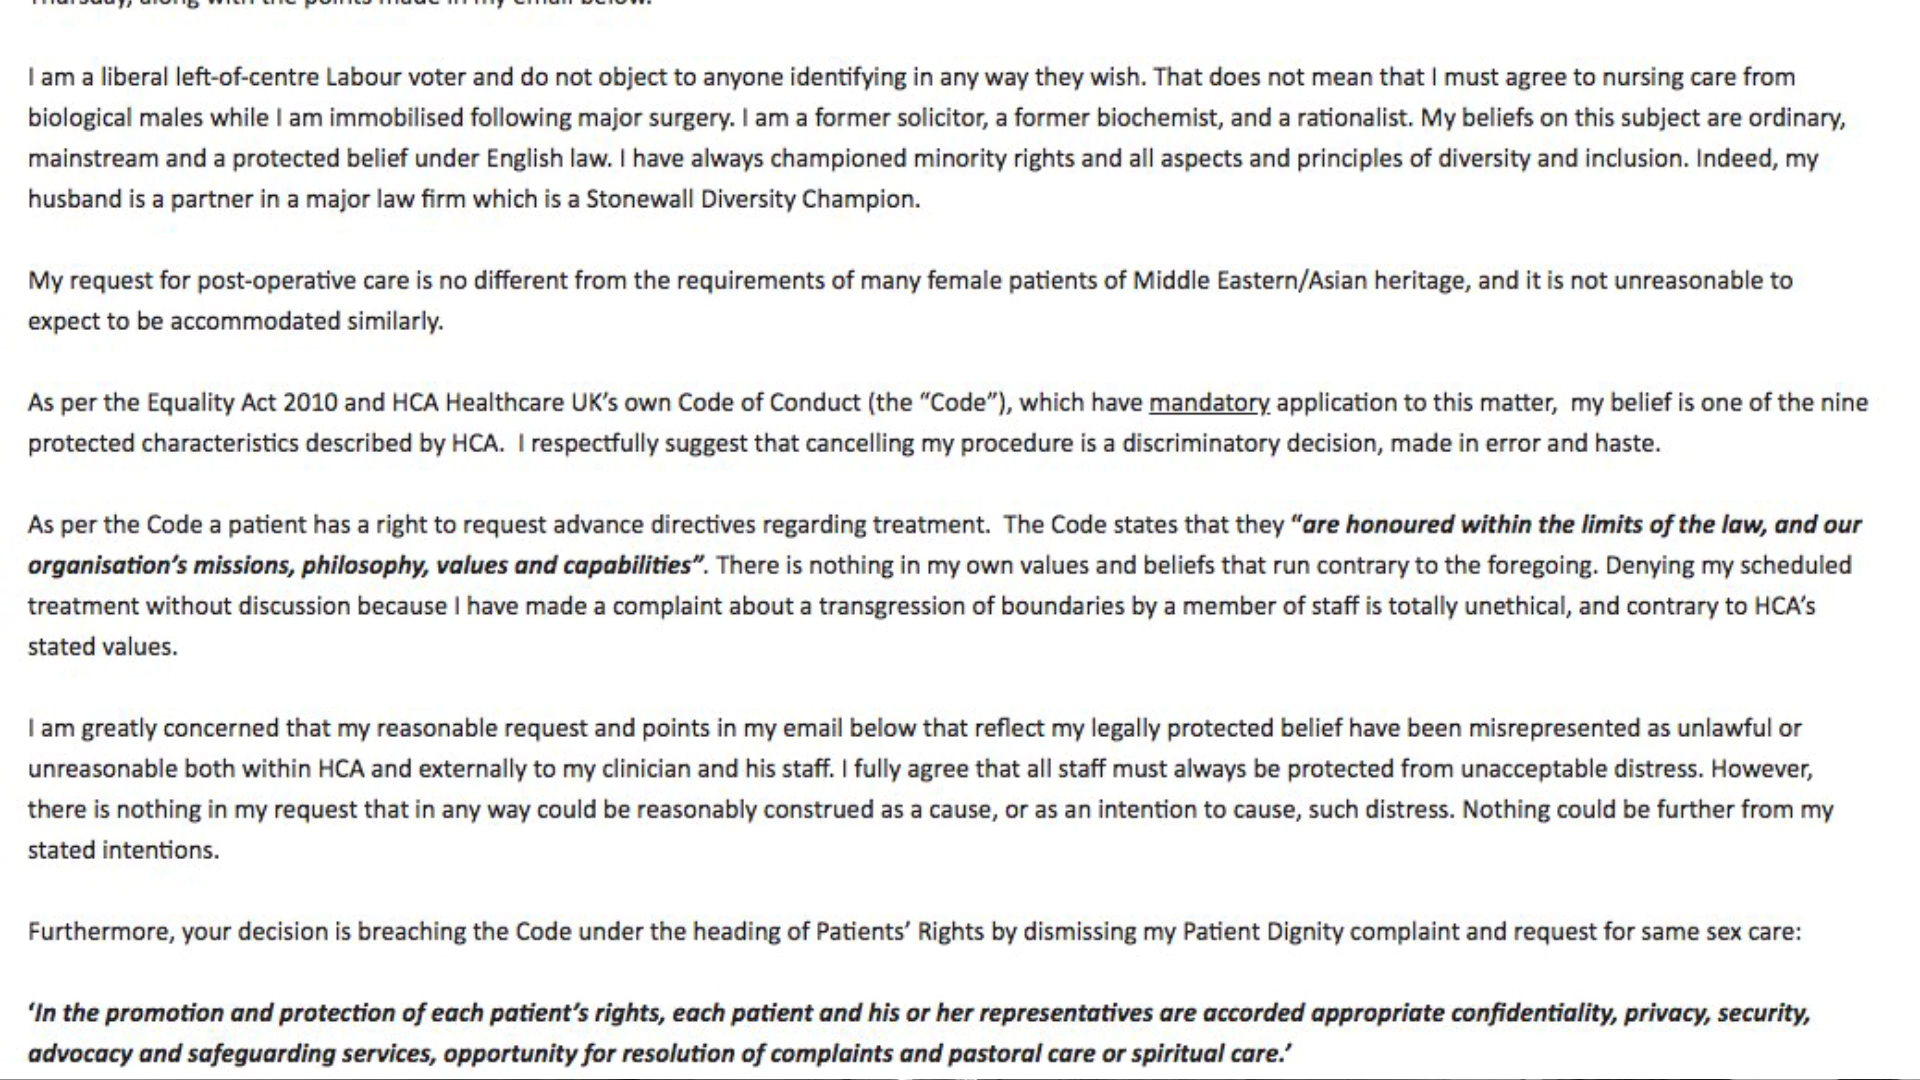 Thursday, along with the points made in my email below.
I am a liberal left-of-centre Labour voter and do not object to anyone identifying in any way they wish. That does not mean that I must agree to nursing care from
biological males while I am immobilised following major surgery. I am a former solicitor, a former biochemist, and a rationalist. My beliefs on this subject are ordinary,
mainstream and a protected belief under English law. I have always championed minority rights and all aspects and principles of diversity and inclusion. Indeed, my
husband is a partner in a major law firm which is a Stonewall Diversity Champion.
My request for post-operative care is no different from the requirements of many female patients of Middle Eastern/Asian heritage, and it is not unreasonable to
expect to be accommodated similarly.
As per the Equality Act 2010 and HCA Healthcare UK’s own Code of Conduct (the “Code”), which have mandatory application to this matter,  my belief is one of the nine
protected characteristics described by HCA.  I respectfully suggest that cancelling my procedure is a discriminatory decision, made in error and haste.
As per the Code a patient has a right to request advance directives regarding treatment.  The Code states that they “are honoured within the limits of the law, and our
organisation’s missions, philosophy, values and capabilities”. There is nothing in my own values and beliefs that run contrary to the foregoing. Denying my scheduled
treatment without discussion because I have made a complaint about a transgression of boundaries by a member of staff is totally unethical, and contrary to HCA’s
stated values.
I am greatly concerned that my reasonable request and points in my email below that reflect my legally protected belief have been misrepresented as unlawful or
unreasonable both within HCA and externally to my clinician and his staff. I fully agree that all staff must always be protected from unacceptable distress. However,
there is nothing in my request that in any way could be reasonably construed as a cause, or as an intention to cause, such distress. Nothing could be further from my
stated intentions.
Furthermore, your decision is breaching the Code under the heading of Patients’ Rights by dismissing my Patient Dignity complaint and request for same sex care:
‘In the promotion and protection of each patient’s rights, each patient and his or her representatives are accorded appropriate confidentiality, privacy, security,
advocacy and safeguarding services, opportunity for resolution of complaints and pastoral care or spiritual care.’